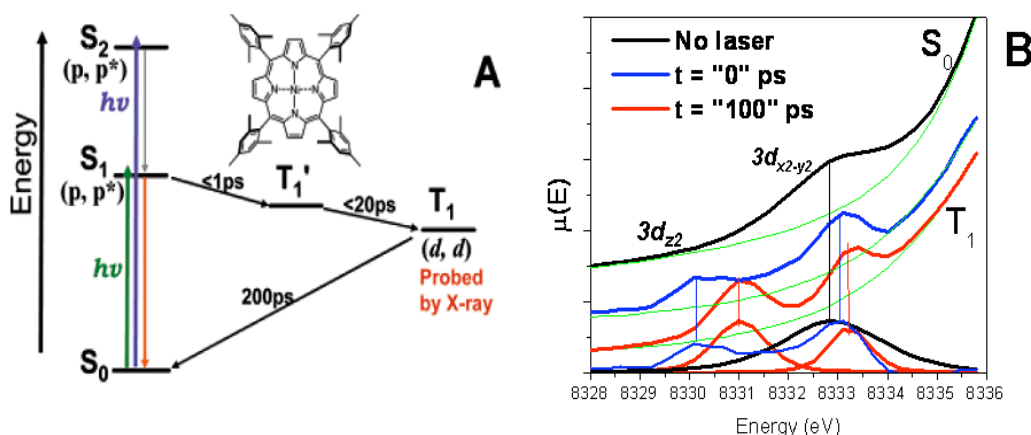 A
Energy
S2
(p, p*)
hν
S1
(p, p*)
hν
S0
N
N
Ni
N
N
<1ps
T1'
<20ps
T1
(d, d)
Probed
by X-ray
200ps
B
No laser
t = "0" ps
t = "100" ps
S0
3dx2-y2
3dz2
T1
μ(E)
8328 8329 8330 8331 8332 8333 8334 8335 8336
Energy (eV)